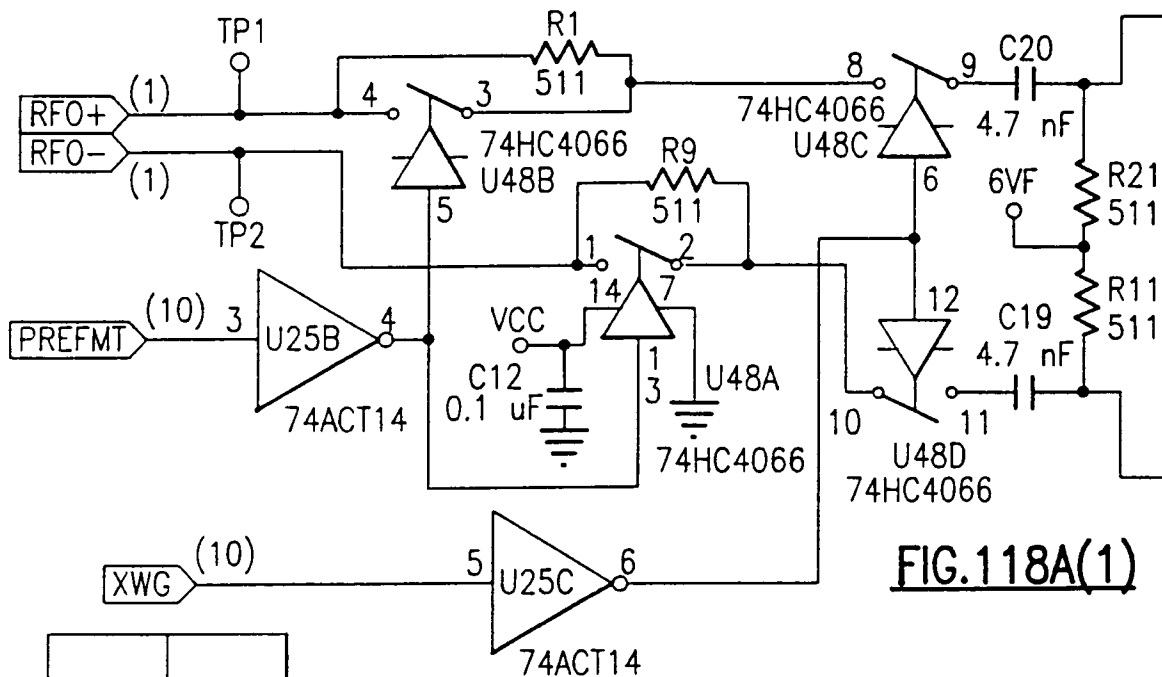 TP1
R1
511
C20
4.7 nF
(1)
RFO+
RFO-
(1)
TP2
4
3
74HC4066
U48B
5
8
9
74HC4066
U48C
6
R9
511
6VF
R21
511
1
2
14
7
VCC
C12
0.1 uF
1
3
U48A
74HC4066
PREFMT
(10)
3
U25B
4
74ACT14
12
C19
4.7 nF
R11
511
10
11
U48D
74HC4066
XWG
(10)
5
U25C
6
74ACT14
FIG.118A(1)